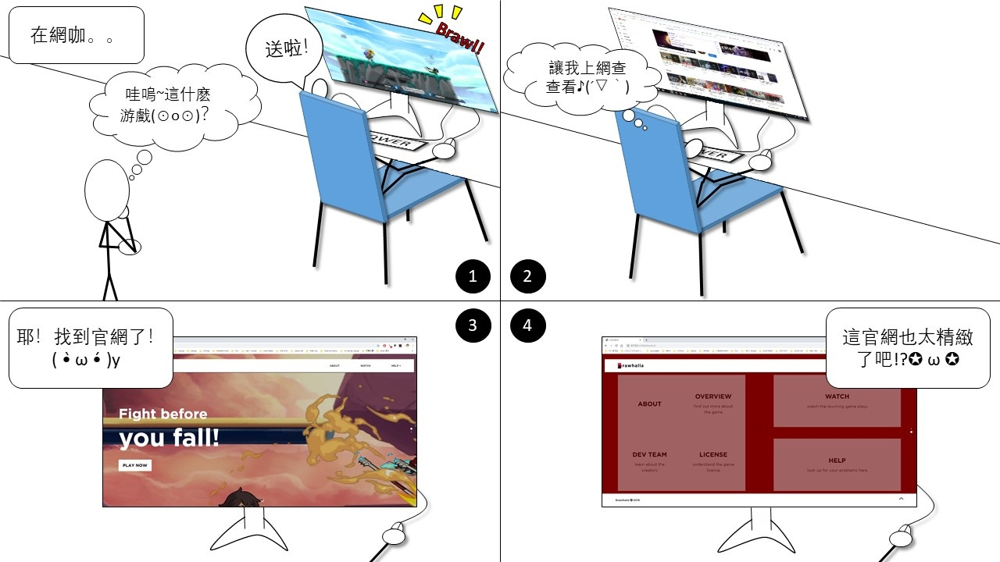 在網咖。。
送啦!
Brawl!
哇嗚~這什麼
游戲(⊙o⊙)?
OWER
1
讓我上網查
查看♪(´▽｀)
WER
2
耶! 找到官網了!
(•̀ω•́)y
ABOUT
WATCH
HELP
Fight before
you fall!
PLAY NOW
3
4
這官網也太精緻
了吧!?✪ω✪
rawhalla
ABOUT
OVERVIEW
find out more about
the game
DEV TEAM
learn about the
creators
LICENSE
understand the game
license
WATCH
watch the stunning game plays
HELP
look up for your problems here
Brawlhalla © 2019